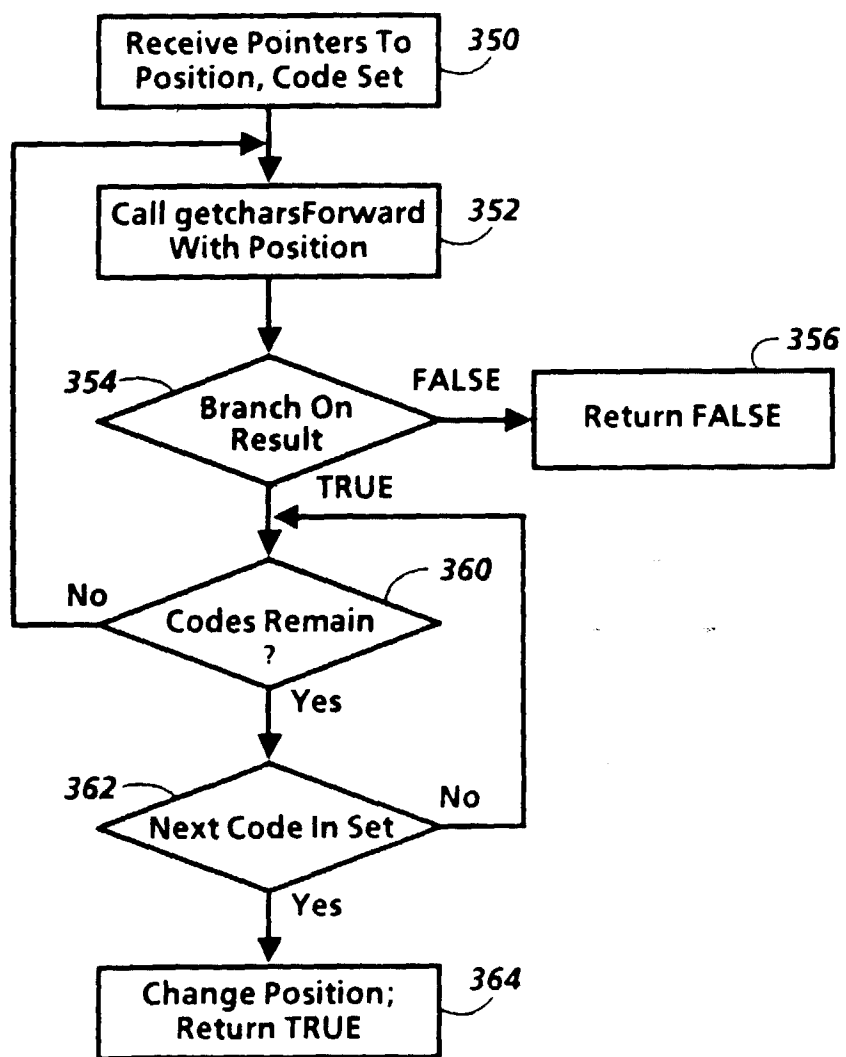 Receive Pointers To
Position, Code Set
350
Call getcharsForward
With Position
352
354
Branch On
Result
FALSE
356
Return FALSE
TRUE
360
No
Codes Remain
?
Yes
362
Next Code In Set
No
Yes
Change Position;
Return TRUE
364